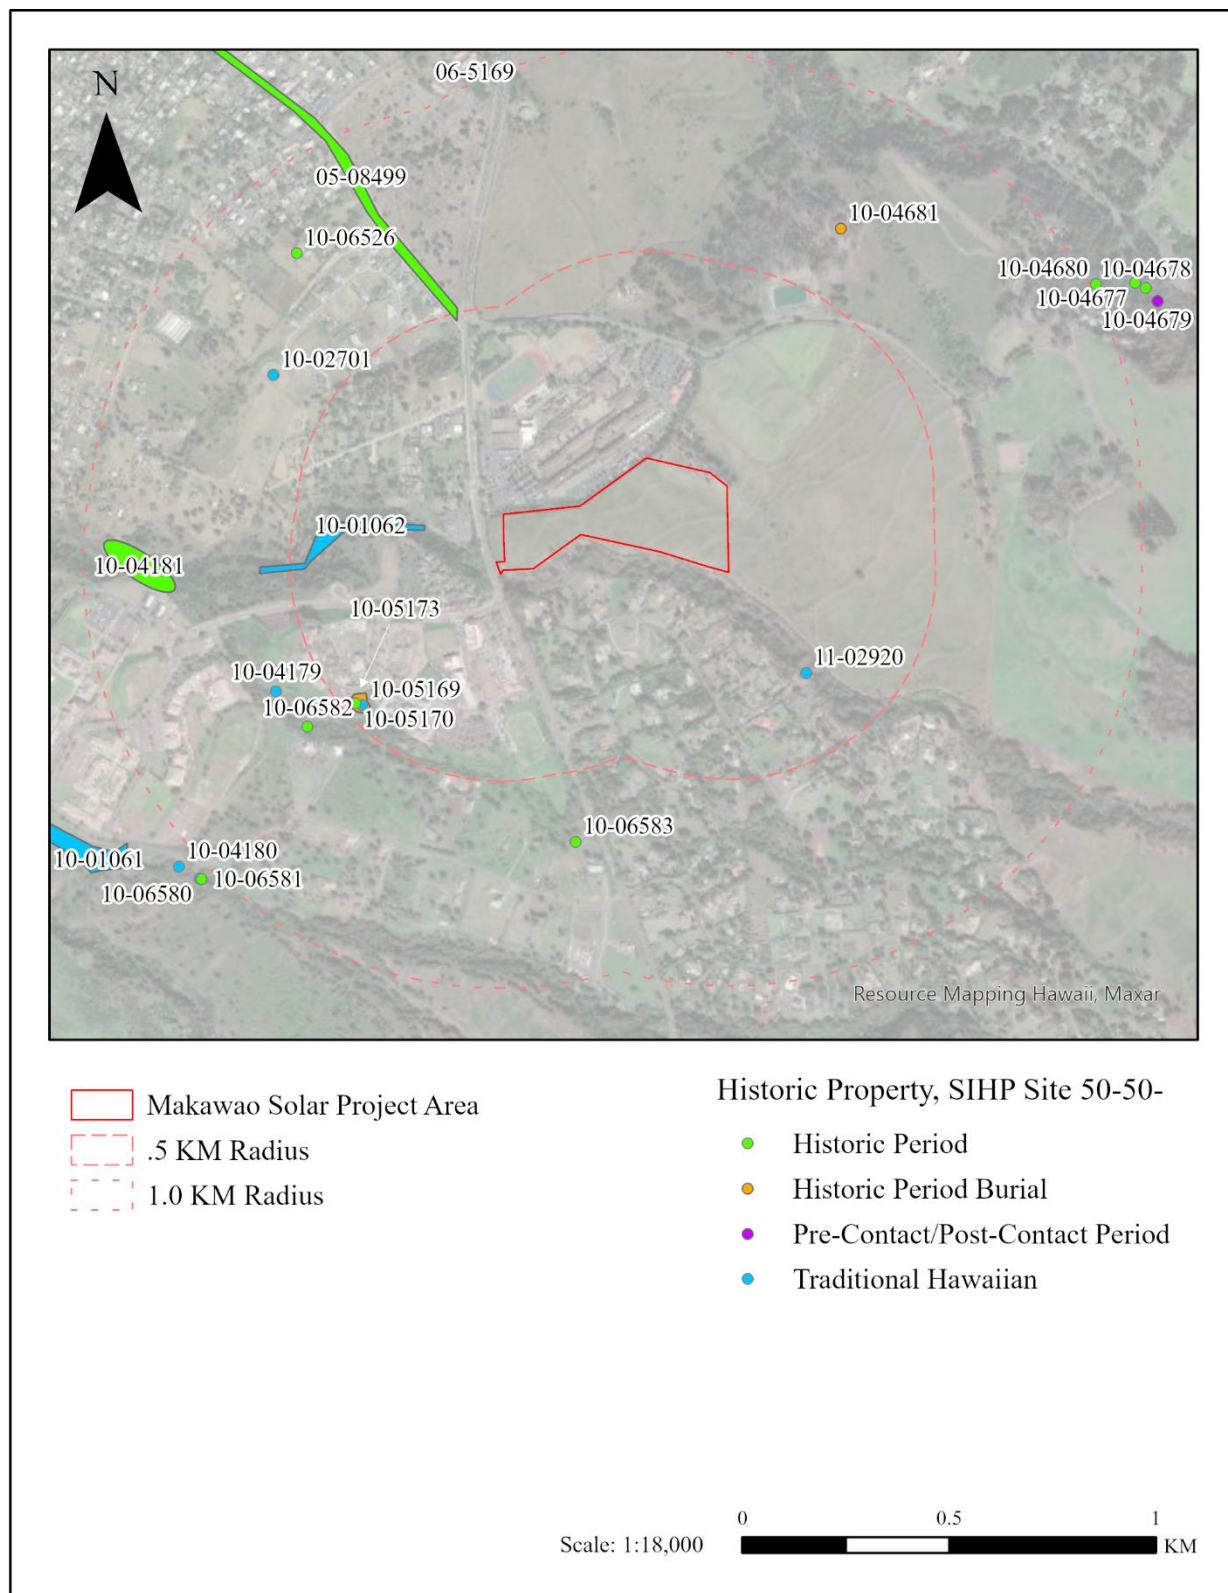 06-5169
N
05-08499
10-04681
10-06526
10-04680
10-04678
10-04677
10-04679
10-02701
10-01062
10-04181
10-05173
11-02920
10-04179
10-05169
10-06582
10-05170
10-06583
10-01061
10-04180
10-06580
10-06581
Resource Mapping Hawaii, Maxar
Makawao Solar Project Area
.5 KM Radius
1.0 KM Radius
Historic Property, SIHP Site 50-50-
Historic Period
Historic Period Burial
Pre-Contact/Post-Contact Period
Traditional Hawaiian
0 0.5 1
Scale: 1:18,000
KM